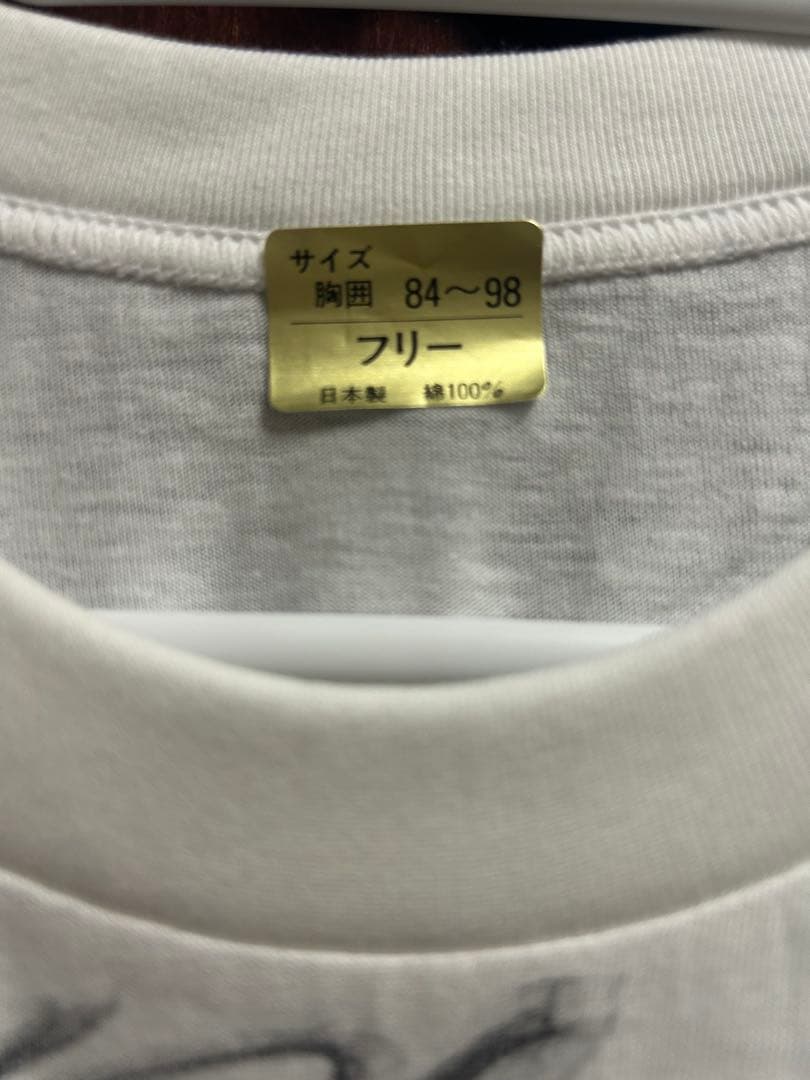 サイズ
胸囲 84〜98
フリー
日本製 綿100%